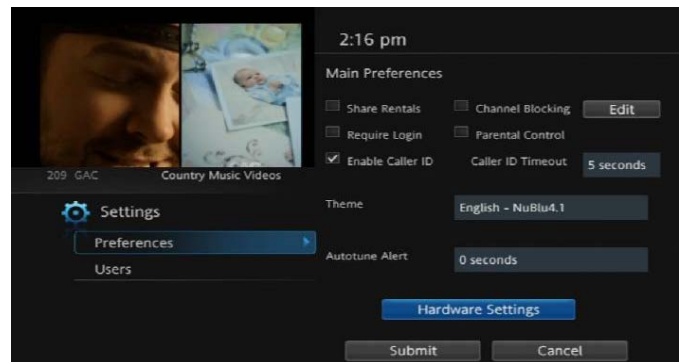 2:16 pm
Main Preferences
Share Rentals Channel Blocking Edit
Require Login Parental Control
Enable Caller ID Caller ID Timeout 5 seconds
209 GAC Country Music Videos
Settings
Preferences
Users
Theme English - NuBlu4.1
Autotune Alert 0 seconds
Hardware Settings
Submit Cancel